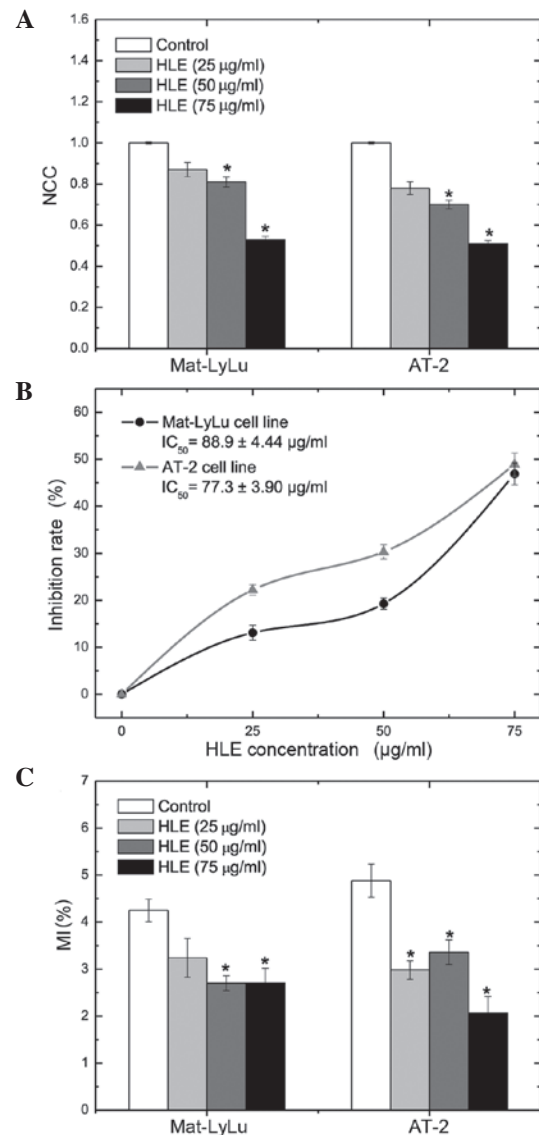 A
1.6
1.4
1.2
1.0
0.8
0.6
0.4
0.2
0.0
NCC
Control
HLE (25 µg/ml)
HLE (50 µg/ml)
HLE (75 µg/ml)
*
*
*
*
Mat-LyLu AT-2
B
60
50
40
30
20
10
0
Inhibition rate (%)
Mat-LyLu cell line
IC50 = 88.9 ± 4.44 µg/ml
AT-2 cell line
IC50 = 77.3 ± 3.90 µg/ml
0 25 50 75
HLE concentration (µg/ml)
C
7
6
5
4
3
2
1
0
MI(%)
Control
HLE (25 µg/ml)
HLE (50 µg/ml)
HLE (75 µg/ml)
* *
* * *
Mat-LyLu AT-2